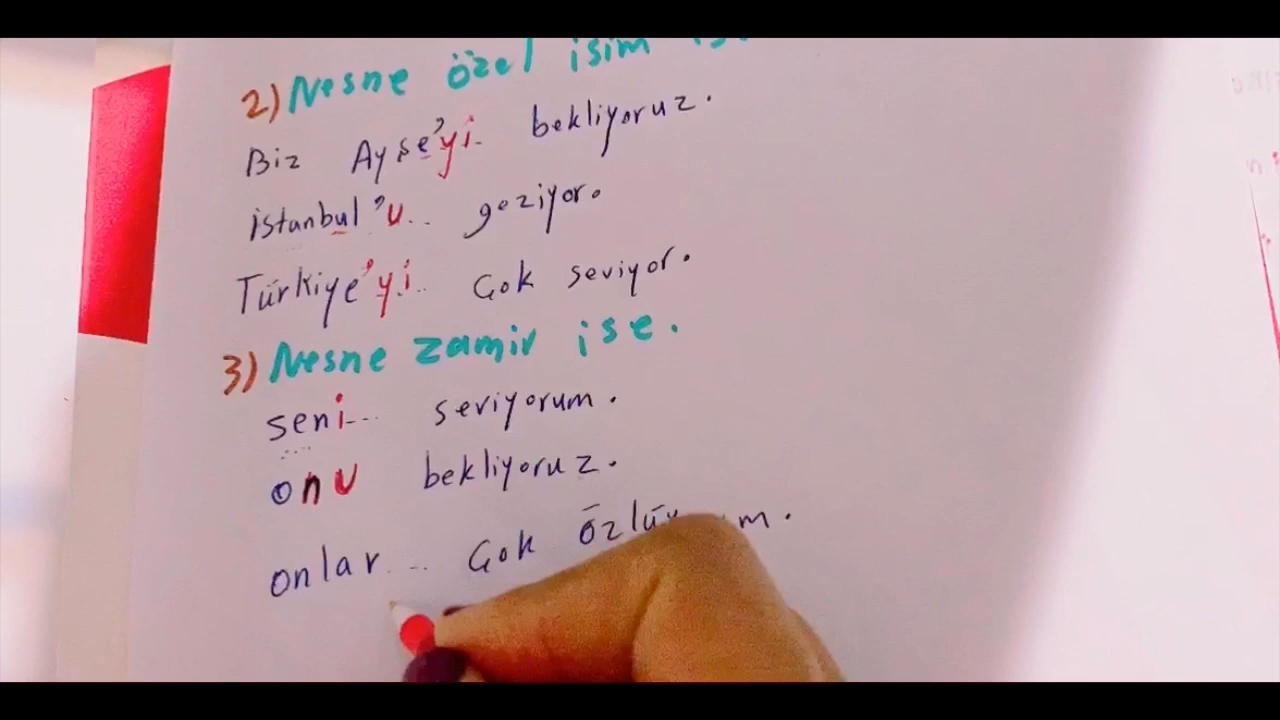 2) Nesne özel isim
Biz Ayşe'yi bekliyoruz.
istanbul'u... geziyor.
Türkiye'yi... Çok seviyor.
3) Nesne zamir ise.
seni... seviyorum.
onu bekliyoruz.
onlar... Çok